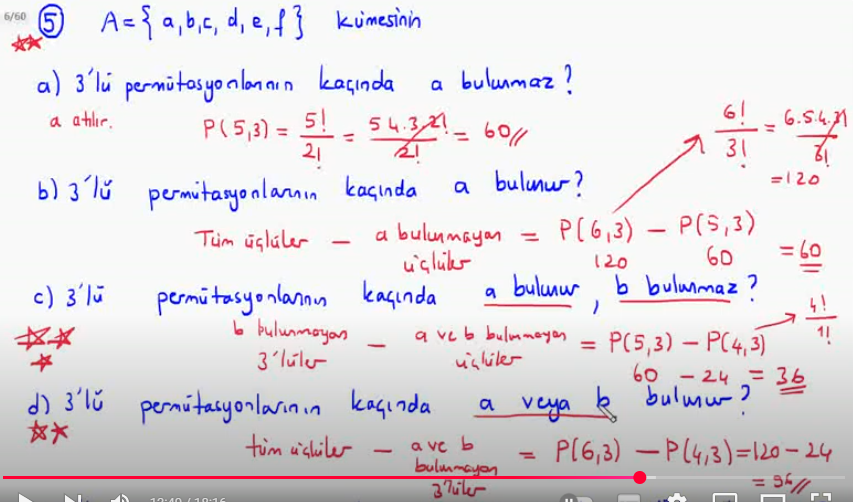 6/60 ⑤ A = { a,b,c, d, e, f } kümesinin
a) 3'lü permütasyonlarının kaçında a bulunmaz?
a atılır. P(5,3) = 5!/2! = 5 4.3.2!/2! = 60//
6!/3! = 6.5.4.3!/3! = 120
b) 3'lü permütasyonlarının kaçında a bulunur?
Tüm üçlüler — a bulunmayan üçlüler = P(6,3) — P(5,3)
120 60 = 60
c) 3'lü permütasyonlarının kaçında a bulunur, b bulunmaz?
b bulunmayan 3'lüler — a ve b bulunmayan üçlüler = P(5,3) — P(4,3) 4!/1!
60 — 24 = 36
d) 3'lü permütasyonlarının kaçında a veya b bulunur?
tüm üçlüler — a ve b bulunmayan 3'lüler = P(6,3) — P(4,3) = 120 — 24
= 96//